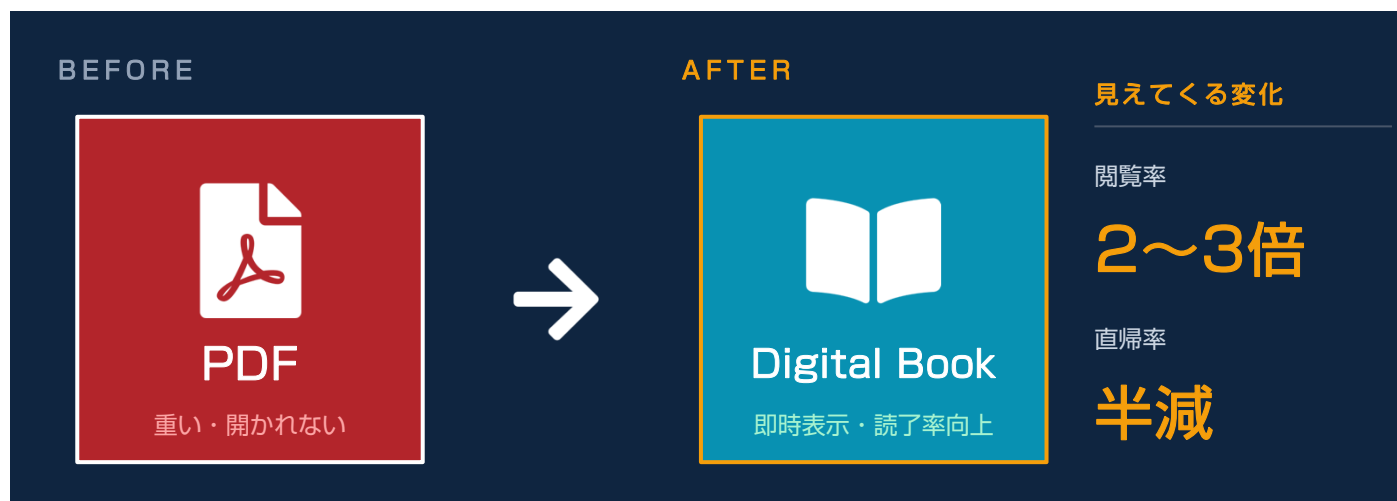 BEFORE
PDF
重い・開かれない
AFTER
Digital Book
即時表示・読了率向上
見えてくる変化
閲覧率
2〜3倍
直帰率
半減